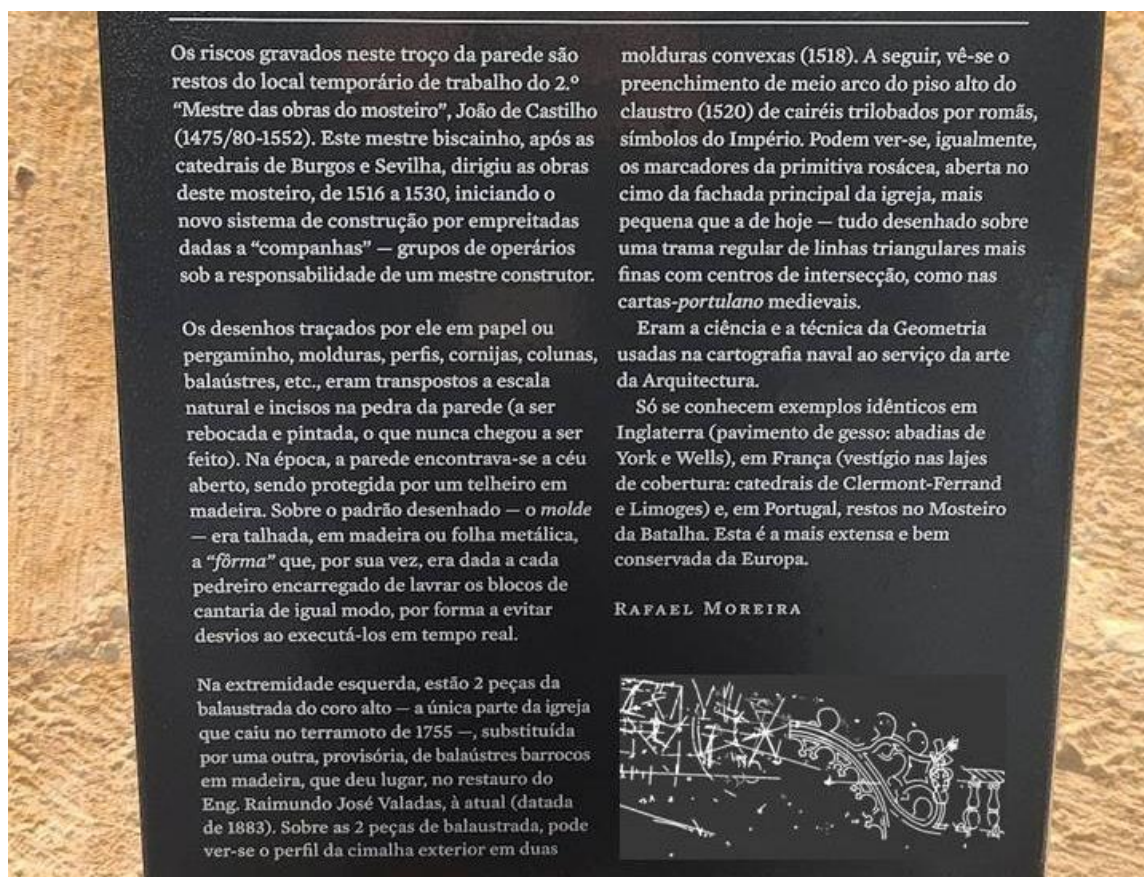 Os riscos gravados neste troço da parede são
restos do local temporário de trabalho do 2.º
“Mestre das obras do mosteiro”, João de Castilho
(1475/80-1552). Este mestre biscainho, após as
catedrais de Burgos e Sevilha, dirigiu as obras
deste mosteiro, de 1516 a 1530, iniciando o
novo sistema de construção por empreitadas
dadas a “companhas” — grupos de operários
sob a responsabilidade de um mestre construtor.
Os desenhos traçados por ele em papel ou
pergaminho, molduras, perfis, cornijas, colunas,
balaústres, etc., eram transpostos a escala
natural e incisos na pedra da parede (a ser
rebocada e pintada, o que nunca chegou a ser
feito). Na época, a parede encontrava-se a céu
aberto, sendo protegida por um telheiro em
madeira. Sobre o padrão desenhado — o molde
— era talhada, em madeira ou folha metálica,
a “fôrma” que, por sua vez, era dada a cada
pedreiro encarregado de lavrar os blocos de
cantaria de igual modo, por forma a evitar
desvios ao executá-los em tempo real.
Na extremidade esquerda, estão 2 peças da
balaustrada do coro alto — a única parte da igreja
que caiu no terramoto de 1755 —, substituída
por uma outra, provisória, de balaústres barrocos
em madeira, que deu lugar, no restauro do
Eng. Raimundo José Valadas, à atual (datada
de 1883). Sobre as 2 peças de balaustrada, pode
ver-se o perfil da cimalha exterior em duas
molduras convexas (1518). A seguir, vê-se o
preenchimento de meio arco do piso alto do
claustro (1520) de cairéis trilobados por romãs,
símbolos do Império. Podem ver-se, igualmente,
os marcadores da primitiva rosácea, aberta no
cimo da fachada principal da igreja, mais
pequena que a de hoje — tudo desenhado sobre
uma trama regular de linhas triangulares mais
finas com centros de intersecção, como nas
cartas-portulano medievais.
Eram a ciência e a técnica da Geometria
usadas na cartografia naval ao serviço da arte
da Arquitectura.
Só se conhecem exemplos idênticos em
Inglaterra (pavimento de gesso: abadias de
York e Wells), em França (vestígio nas lajes
de cobertura: catedrais de Clermont-Ferrand
e Limoges) e, em Portugal, restos no Mosteiro
da Batalha. Esta é a mais extensa e bem
conservada da Europa.
RAFAEL MOREIRA